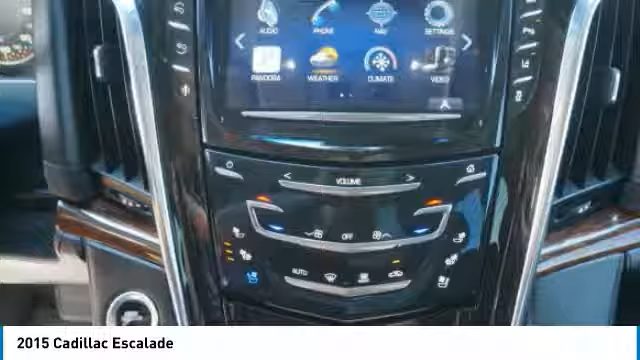 AUDIO PHONE NAV SETTINGS
PANDORA WEATHER CLIMATE VIDEO
< VOLUME >
OFF
AUTO
2015 Cadillac Escalade